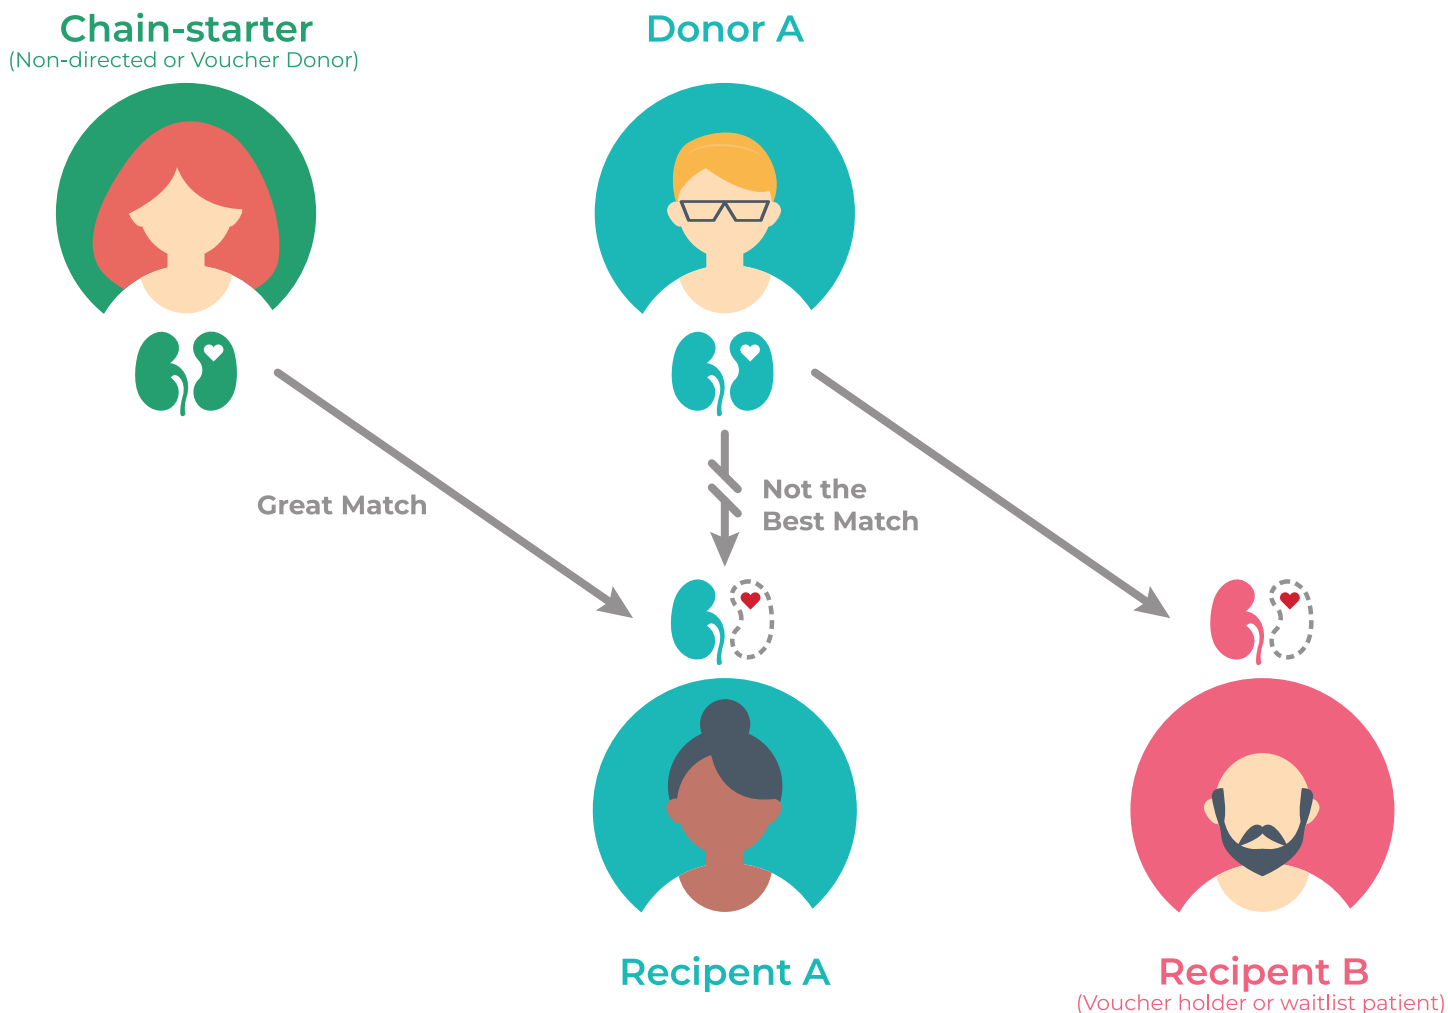 Chain-starter
(Non-directed or Voucher Donor)
Donor A
Great Match
Not the
Best Match
Recipent A
Recipent B
(Voucher holder or waitlist patient)